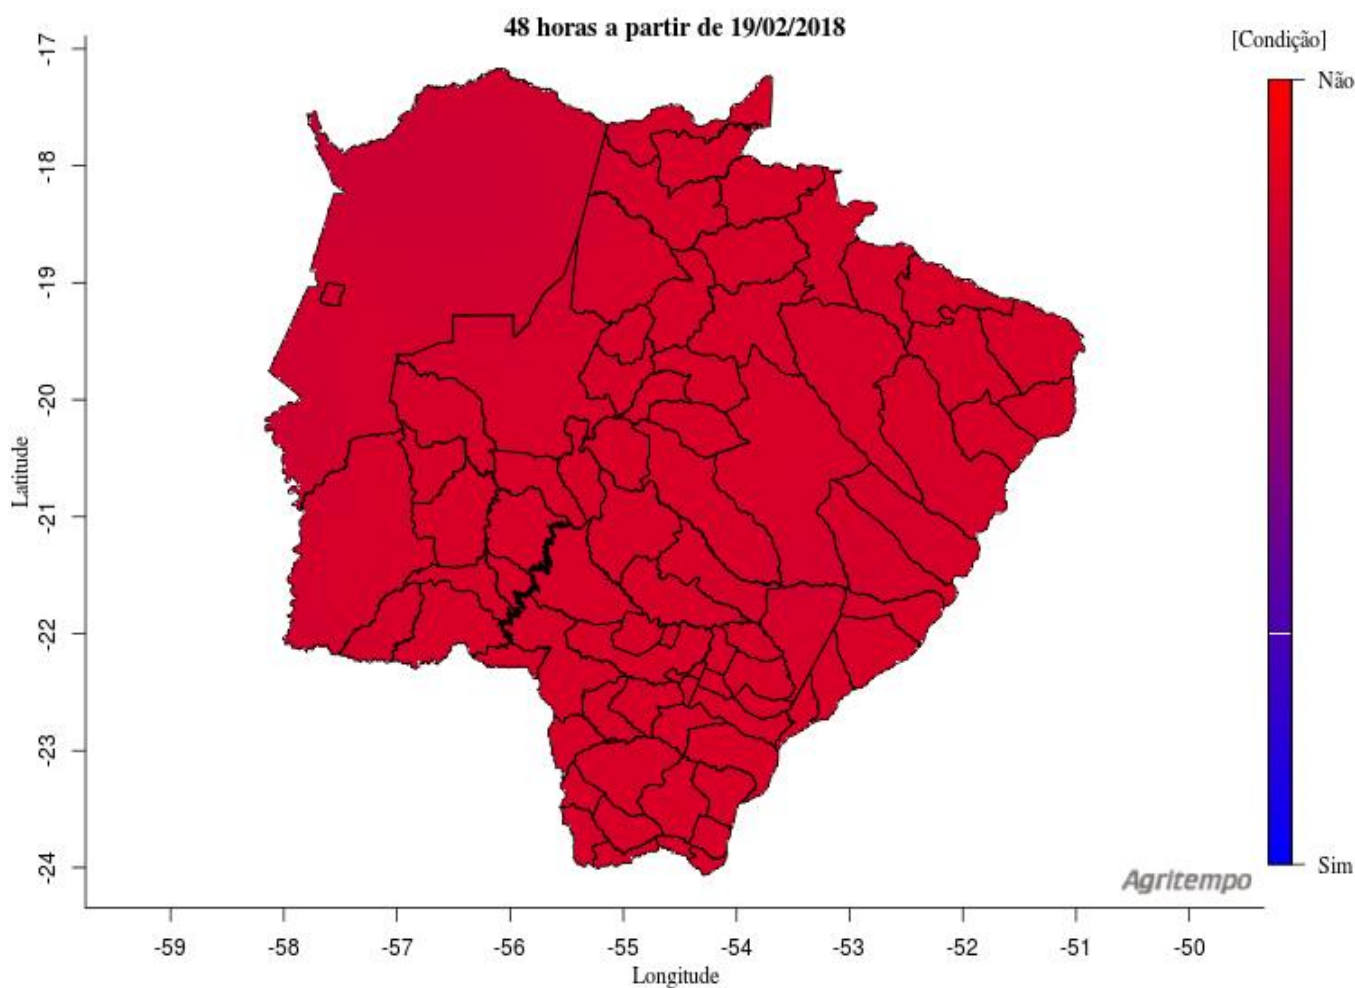 48 horas a partir de 19/02/2018
[Condição]
Não
Sim
Latitude
-17
-18
-19
-20
-21
-22
-23
-24
Agritempo
-59 -58 -57 -56 -55 -54 -53 -52 -51 -50
Longitude